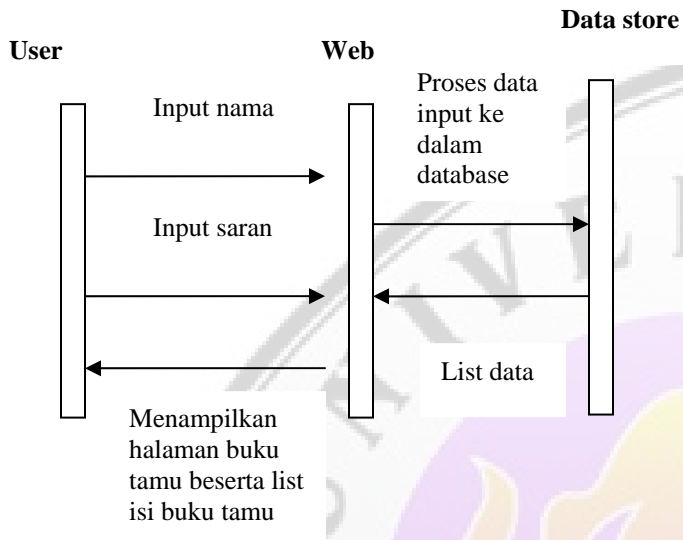 Data store
User
Web
Input nama
Proses data
input ke
dalam
database
Input saran
List data
Menampilkan
halaman buku
tamu beserta list
isi buku tamu